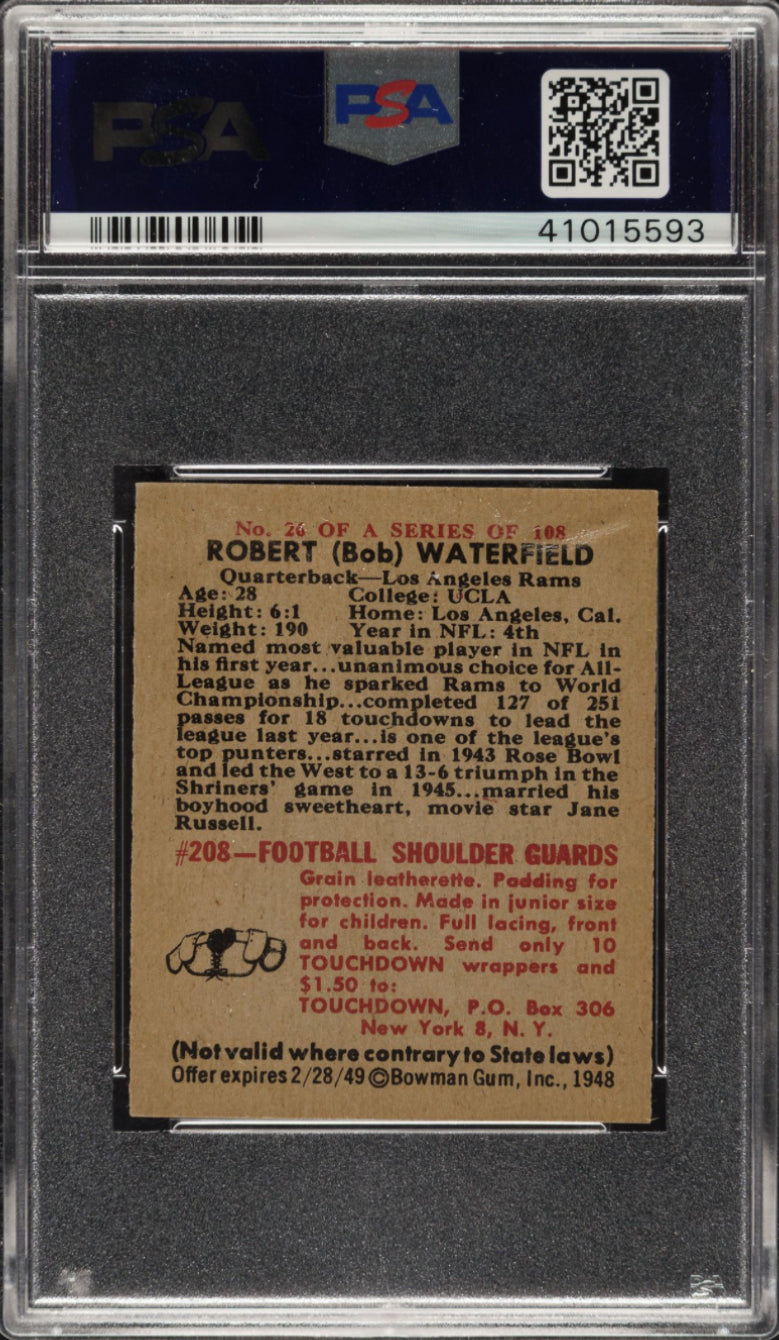 PSA
PSA
41015593
No. 26 OF A SERIES OF 108
ROBERT (Bob) WATERFIELD
Quarterback—Los Angeles Rams
Age: 28 College: UCLA
Height: 6:1 Home: Los Angeles, Cal.
Weight: 190 Year in NFL: 4th
Named most valuable player in NFL in
his first year...unanimous choice for All-
League as he sparked Rams to World
Championship...completed 127 of 251
passes for 18 touchdowns to lead the
league last year...is one of the league's
top punters...starred in 1943 Rose Bowl
and led the West to a 13-6 triumph in the
Shriners' game in 1945...married his
boyhood sweetheart, movie star Jane
Russell.
#208—FOOTBALL SHOULDER GUARDS
Grain leatherette. Padding for
protection. Made in junior size
for children. Full lacing, front
and back. Send only 10
TOUCHDOWN wrappers and
$1.50 to:
TOUCHDOWN, P.O. Box 306
New York 8, N. Y.
(Not valid where contrary to State laws)
Offer expires 2/28/49 ©Bowman Gum, Inc., 1948
PSA